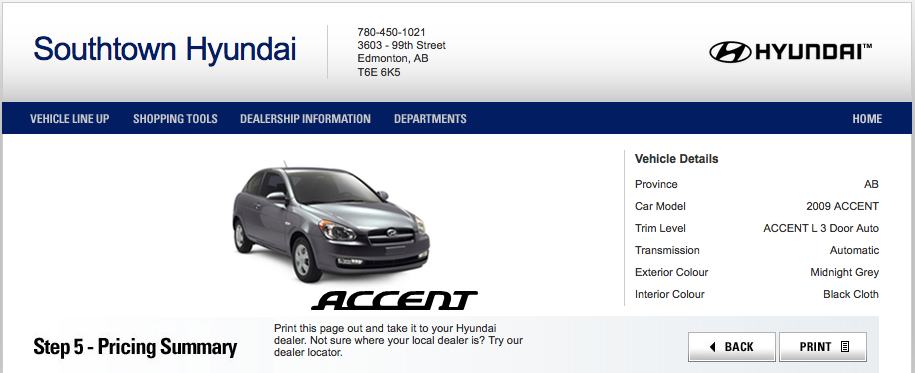 Southtown Hyundai
780-450-1021
3603 - 99th Street
Edmonton, AB
T6E 6K5
HYUNDAI™
VEHICLE LINE UP SHOPPING TOOLS DEALERSHIP INFORMATION DEPARTMENTS HOME
ACCENT
Vehicle Details
Province AB
Car Model 2009 ACCENT
Trim Level ACCENT L 3 Door Auto
Transmission Automatic
Exterior Colour Midnight Grey
Interior Colour Black Cloth
Step 5 - Pricing Summary
Print this page out and take it to your Hyundai
dealer. Not sure where your local dealer is? Try our
dealer locator.
BACK PRINT